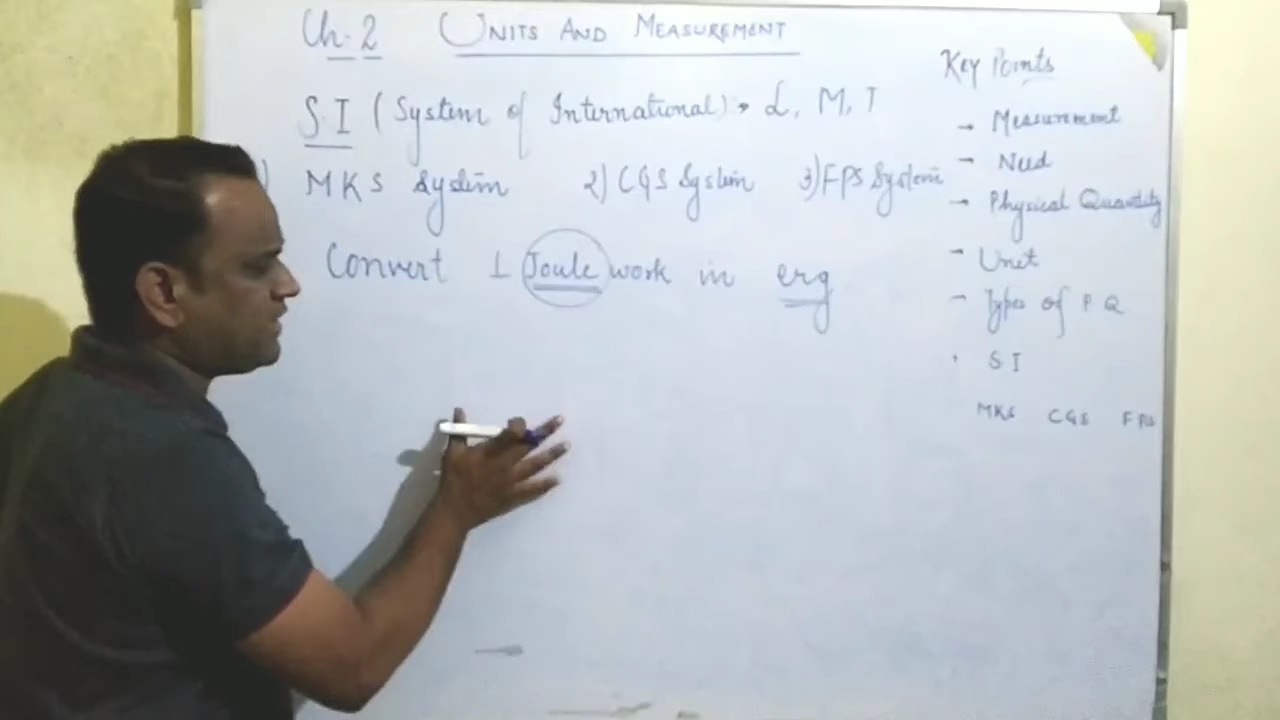 Ch. 2 UNITS AND MEASUREMENT
S.I (System of International) → L, M, T
) MKS System 2) CGS System 3) FPS System
Convert 1 Joule work in erg
Key Points
→ Measurement
- Need
→ Physical Quantity
- Unit
- Types of P Q
· S I
MKS CGS FPS